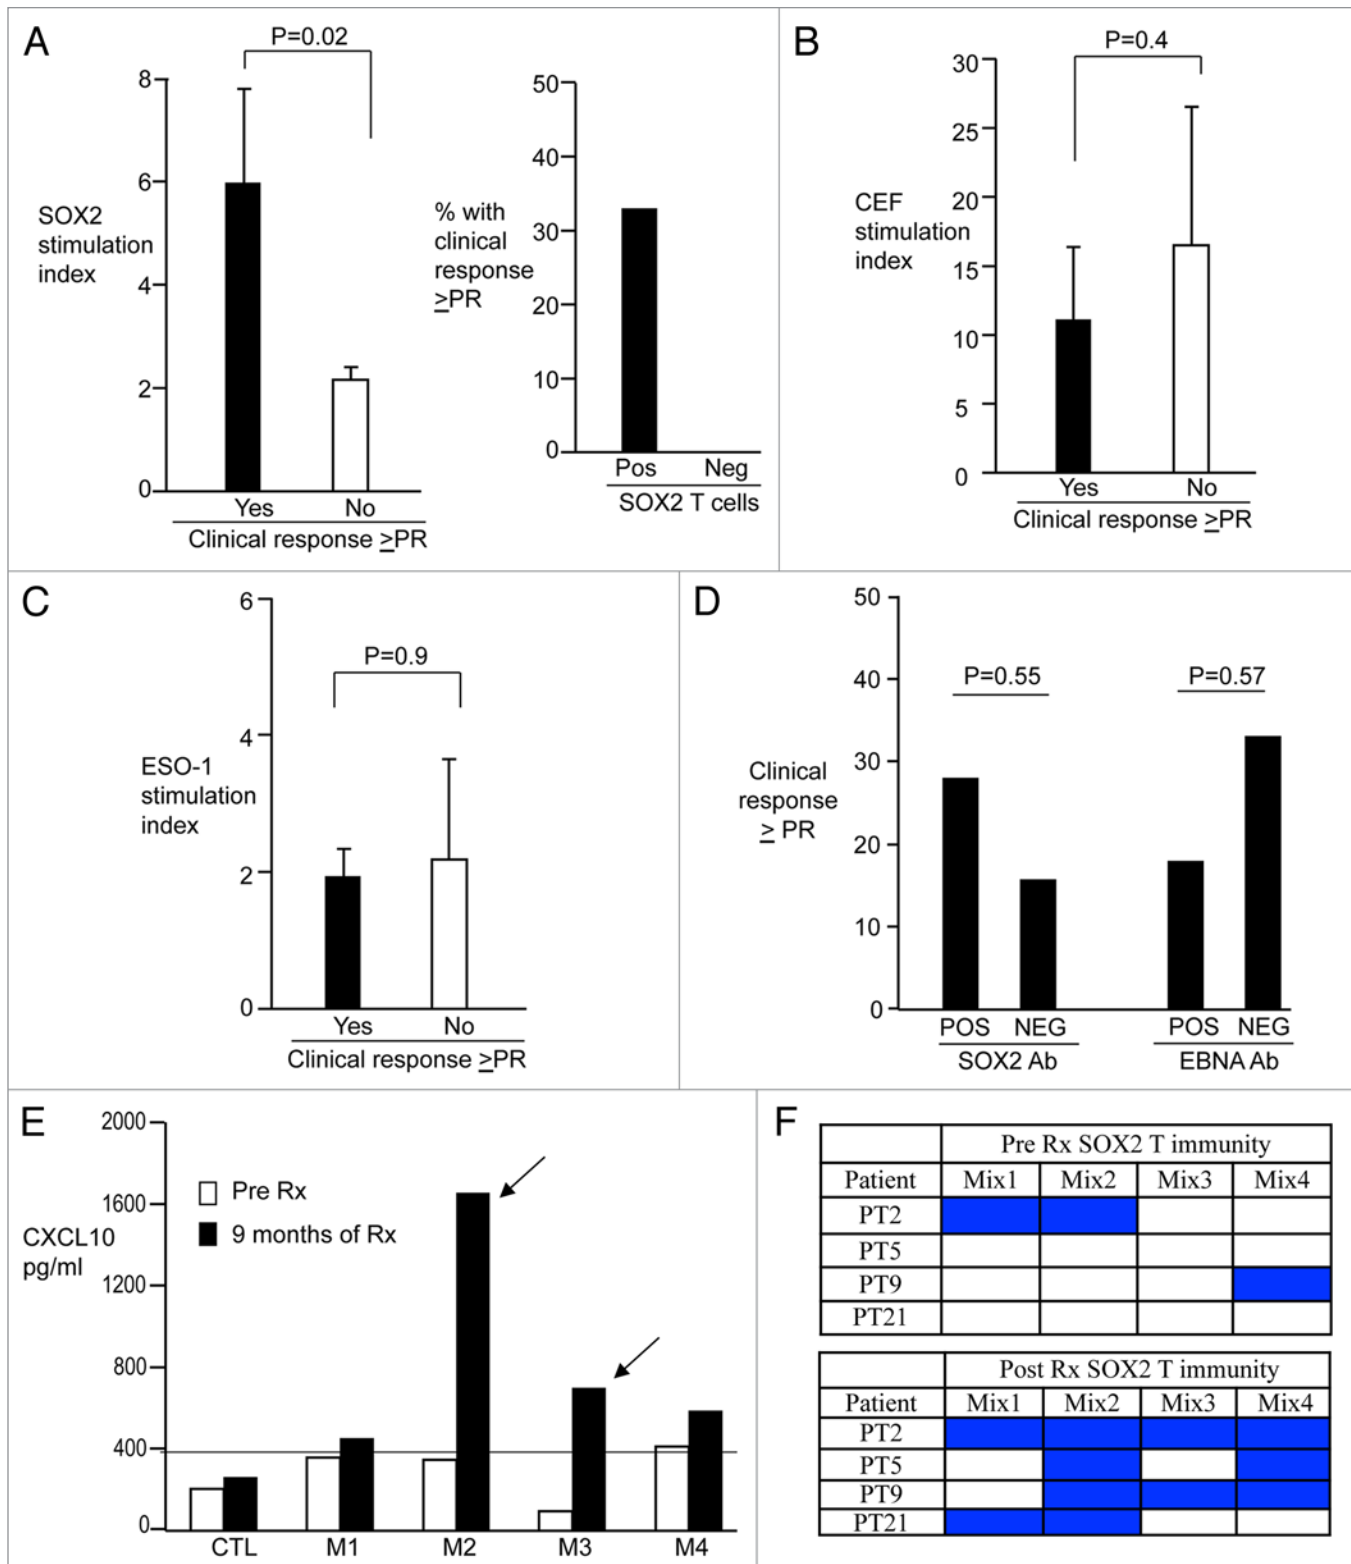 A
P=0.02
8
6
4
2
0
SOX2
stimulation
index
Yes No
Clinical response ≥PR
50
40
30
20
10
0
% with
clinical
response
≥PR
Pos Neg
SOX2 T cells
B
P=0.4
30
25
20
15
10
5
0
CEF
stimulation
index
Yes No
Clinical response ≥PR
C
6
4
2
0
P=0.9
ESO-1
stimulation
index
Yes No
Clinical response ≥PR
D
50
40
30
20
10
0
P=0.55 P=0.57
Clinical
response
≥ PR
POS NEG POS NEG
SOX2 Ab EBNA Ab
E
2000
1600
1200
800
400
0
CXCL10
pg/ml
Pre Rx
9 months of Rx
CTL M1 M2 M3 M4
F
Pre Rx SOX2 T immunity
Patient Mix1 Mix2 Mix3 Mix4
PT2
PT5
PT9
PT21
Post Rx SOX2 T immunity
Patient Mix1 Mix2 Mix3 Mix4
PT2
PT5
PT9
PT21